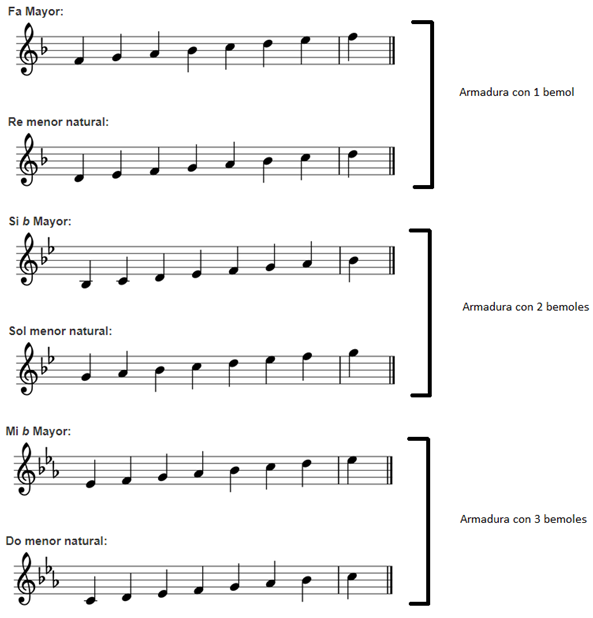 Fa Mayor:
Armadura con 1 bemol
Re menor natural:
Si b Mayor:
Armadura con 2 bemoles
Sol menor natural:
Mi b Mayor:
Armadura con 3 bemoles
Do menor natural: